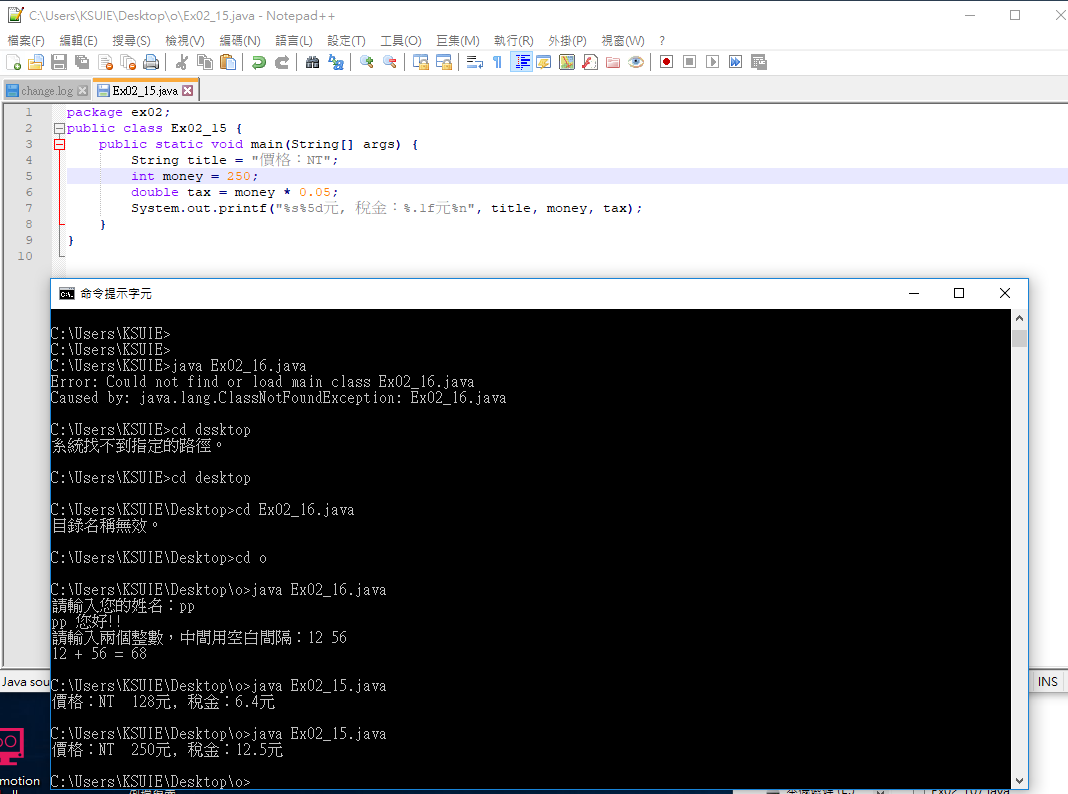 C:\Users\KSUIE\Desktop\o\Ex02_15.java - Notepad++
檔案(F) 編輯(E) 搜尋(S) 檢視(V) 編碼(N) 語言(L) 設定(T) 工具(O) 巨集(M) 執行(R) 外掛(P) 視窗(W) ?
change.log Ex02_15.java
1 package ex02;
2 public class Ex02_15 {
3 public static void main(String[] args) {
4 String title = "價格：NT";
5 int money = 250;
6 double tax = money * 0.05;
7 System.out.printf("%s%5d元, 稅金：%.1f元%n", title, money, tax);
8 }
9 }
10
命令提示字元
C:\Users\KSUIE>
C:\Users\KSUIE>
C:\Users\KSUIE>java Ex02_16.java
Error: Could not find or load main class Ex02_16.java
Caused by: java.lang.ClassNotFoundException: Ex02_16.java
C:\Users\KSUIE>cd dssktop
系統找不到指定的路徑。
C:\Users\KSUIE>cd desktop
C:\Users\KSUIE\Desktop>cd Ex02_16.java
目錄名稱無效。
C:\Users\KSUIE\Desktop>cd o
C:\Users\KSUIE\Desktop\o>java Ex02_16.java
請輸入您的姓名：pp
pp 您好!!
請輸入兩個整數，中間用空白間隔：12 56
12 + 56 = 68
C:\Users\KSUIE\Desktop\o>java Ex02_15.java
價格：NT  128元, 稅金：6.4元
C:\Users\KSUIE\Desktop\o>java Ex02_15.java
價格：NT  250元, 稅金：12.5元
C:\Users\KSUIE\Desktop\o>
Java sou
INS
motion